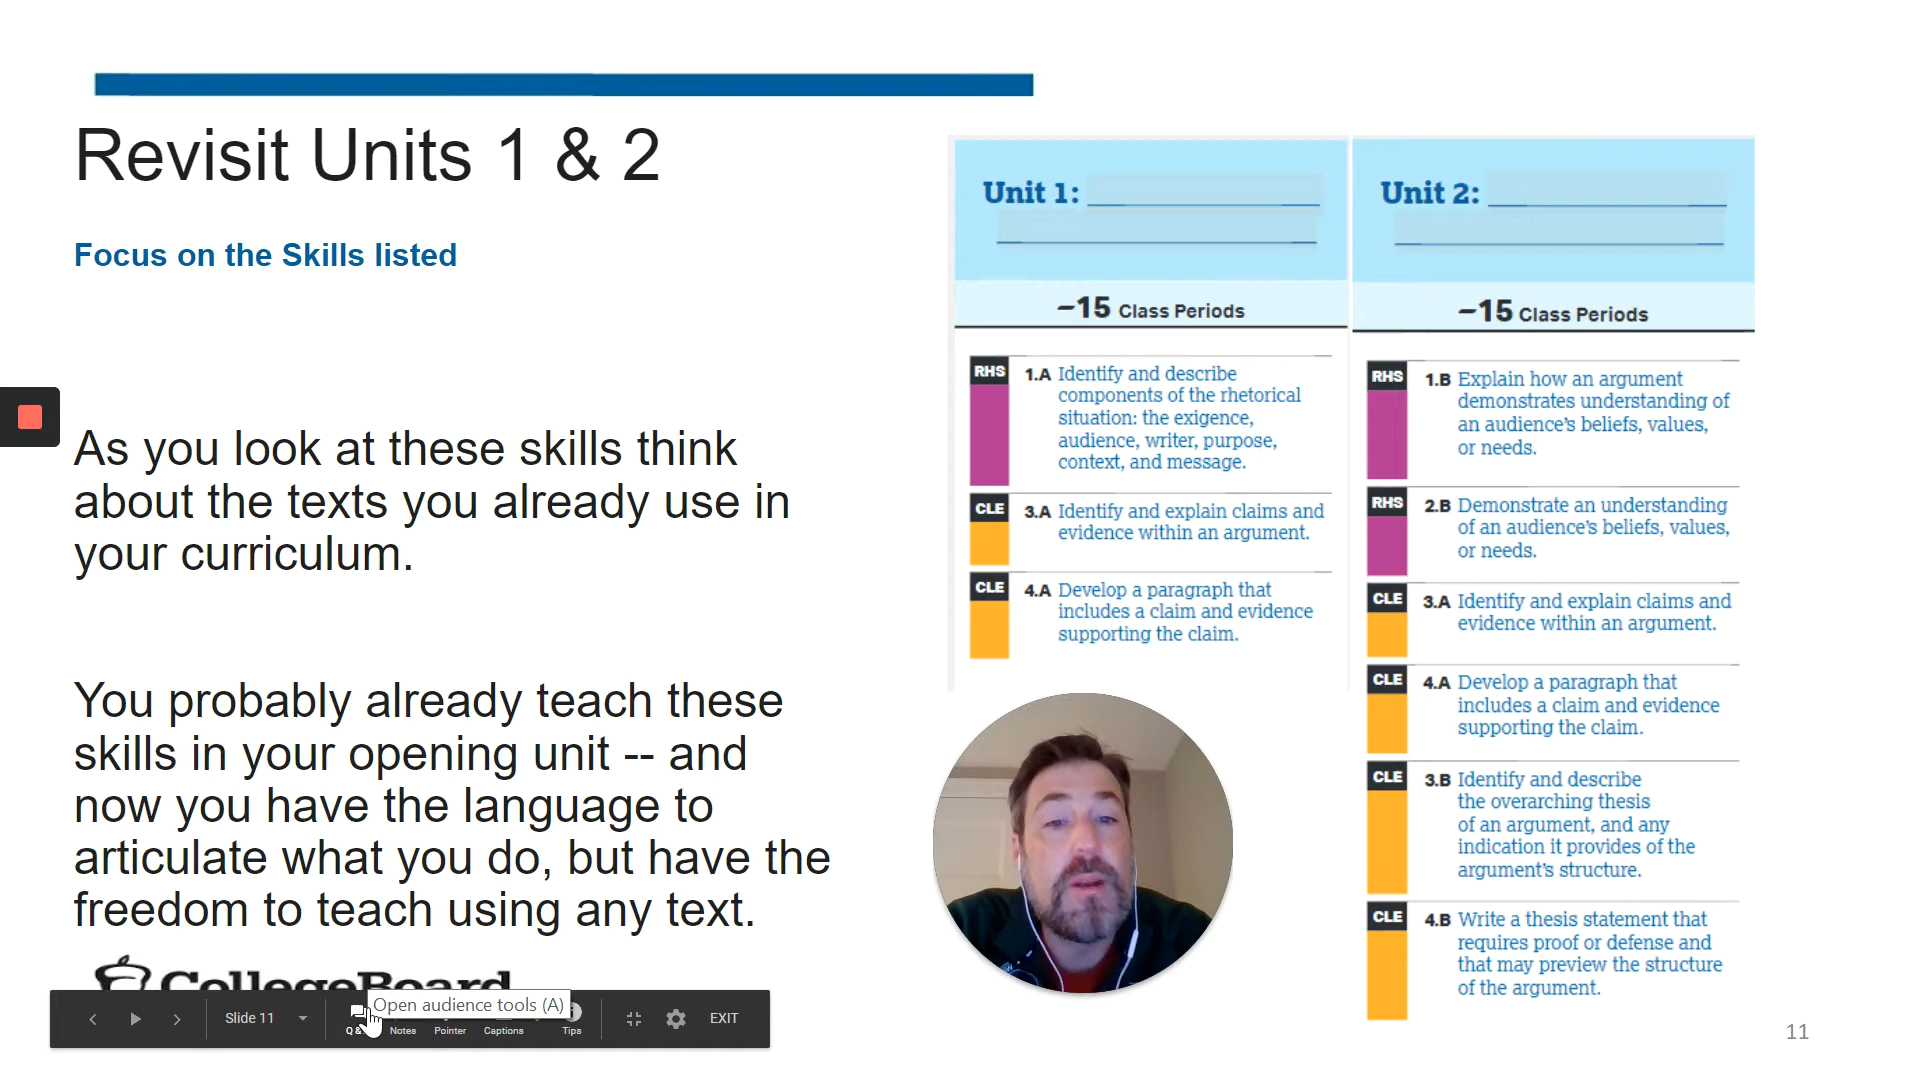 Revisit Units 1 & 2
Focus on the Skills listed
As you look at these skills think
about the texts you already use in
your curriculum.
You probably already teach these
skills in your opening unit -- and
now you have the language to
articulate what you do, but have the
freedom to teach using any text.
CollegeBoard
Unit 1:
~15 Class Periods
RHS
1.A Identify and describe
components of the rhetorical
situation: the exigence,
audience, writer, purpose,
context, and message.
CLE
3.A Identify and explain claims and
evidence within an argument.
CLE
4.A Develop a paragraph that
includes a claim and evidence
supporting the claim.
Unit 2:
~15 Class Periods
RHS
1.B Explain how an argument
demonstrates understanding of
an audience's beliefs, values,
or needs.
RHS
2.B Demonstrate an understanding
of an audience's beliefs, values,
or needs.
CLE
3.A Identify and explain claims and
evidence within an argument.
CLE
4.A Develop a paragraph that
includes a claim and evidence
supporting the claim.
CLE
3.B Identify and describe
the overarching thesis
of an argument, and any
indication it provides of the
argument's structure.
CLE
4.B Write a thesis statement that
requires proof or defense and
that may preview the structure
of the argument.
Open audience tools (A)
Slide 11
Q &
Notes
Pointer
Captions
Tips
EXIT
11